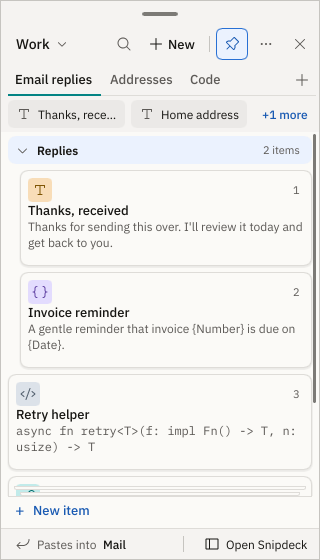 Work
New
Email replies Addresses Code
Thanks, rece... Home address +1 more
Replies 2 items
1
Thanks, received
Thanks for sending this over. I'll review it today and
get back to you.
2
Invoice reminder
A gentle reminder that invoice {Number} is due on
{Date}.
3
Retry helper
async fn retry<T>(f: impl Fn() -> T, n:
usize) -> T
+ New item
Pastes into Mail Open Snipdeck